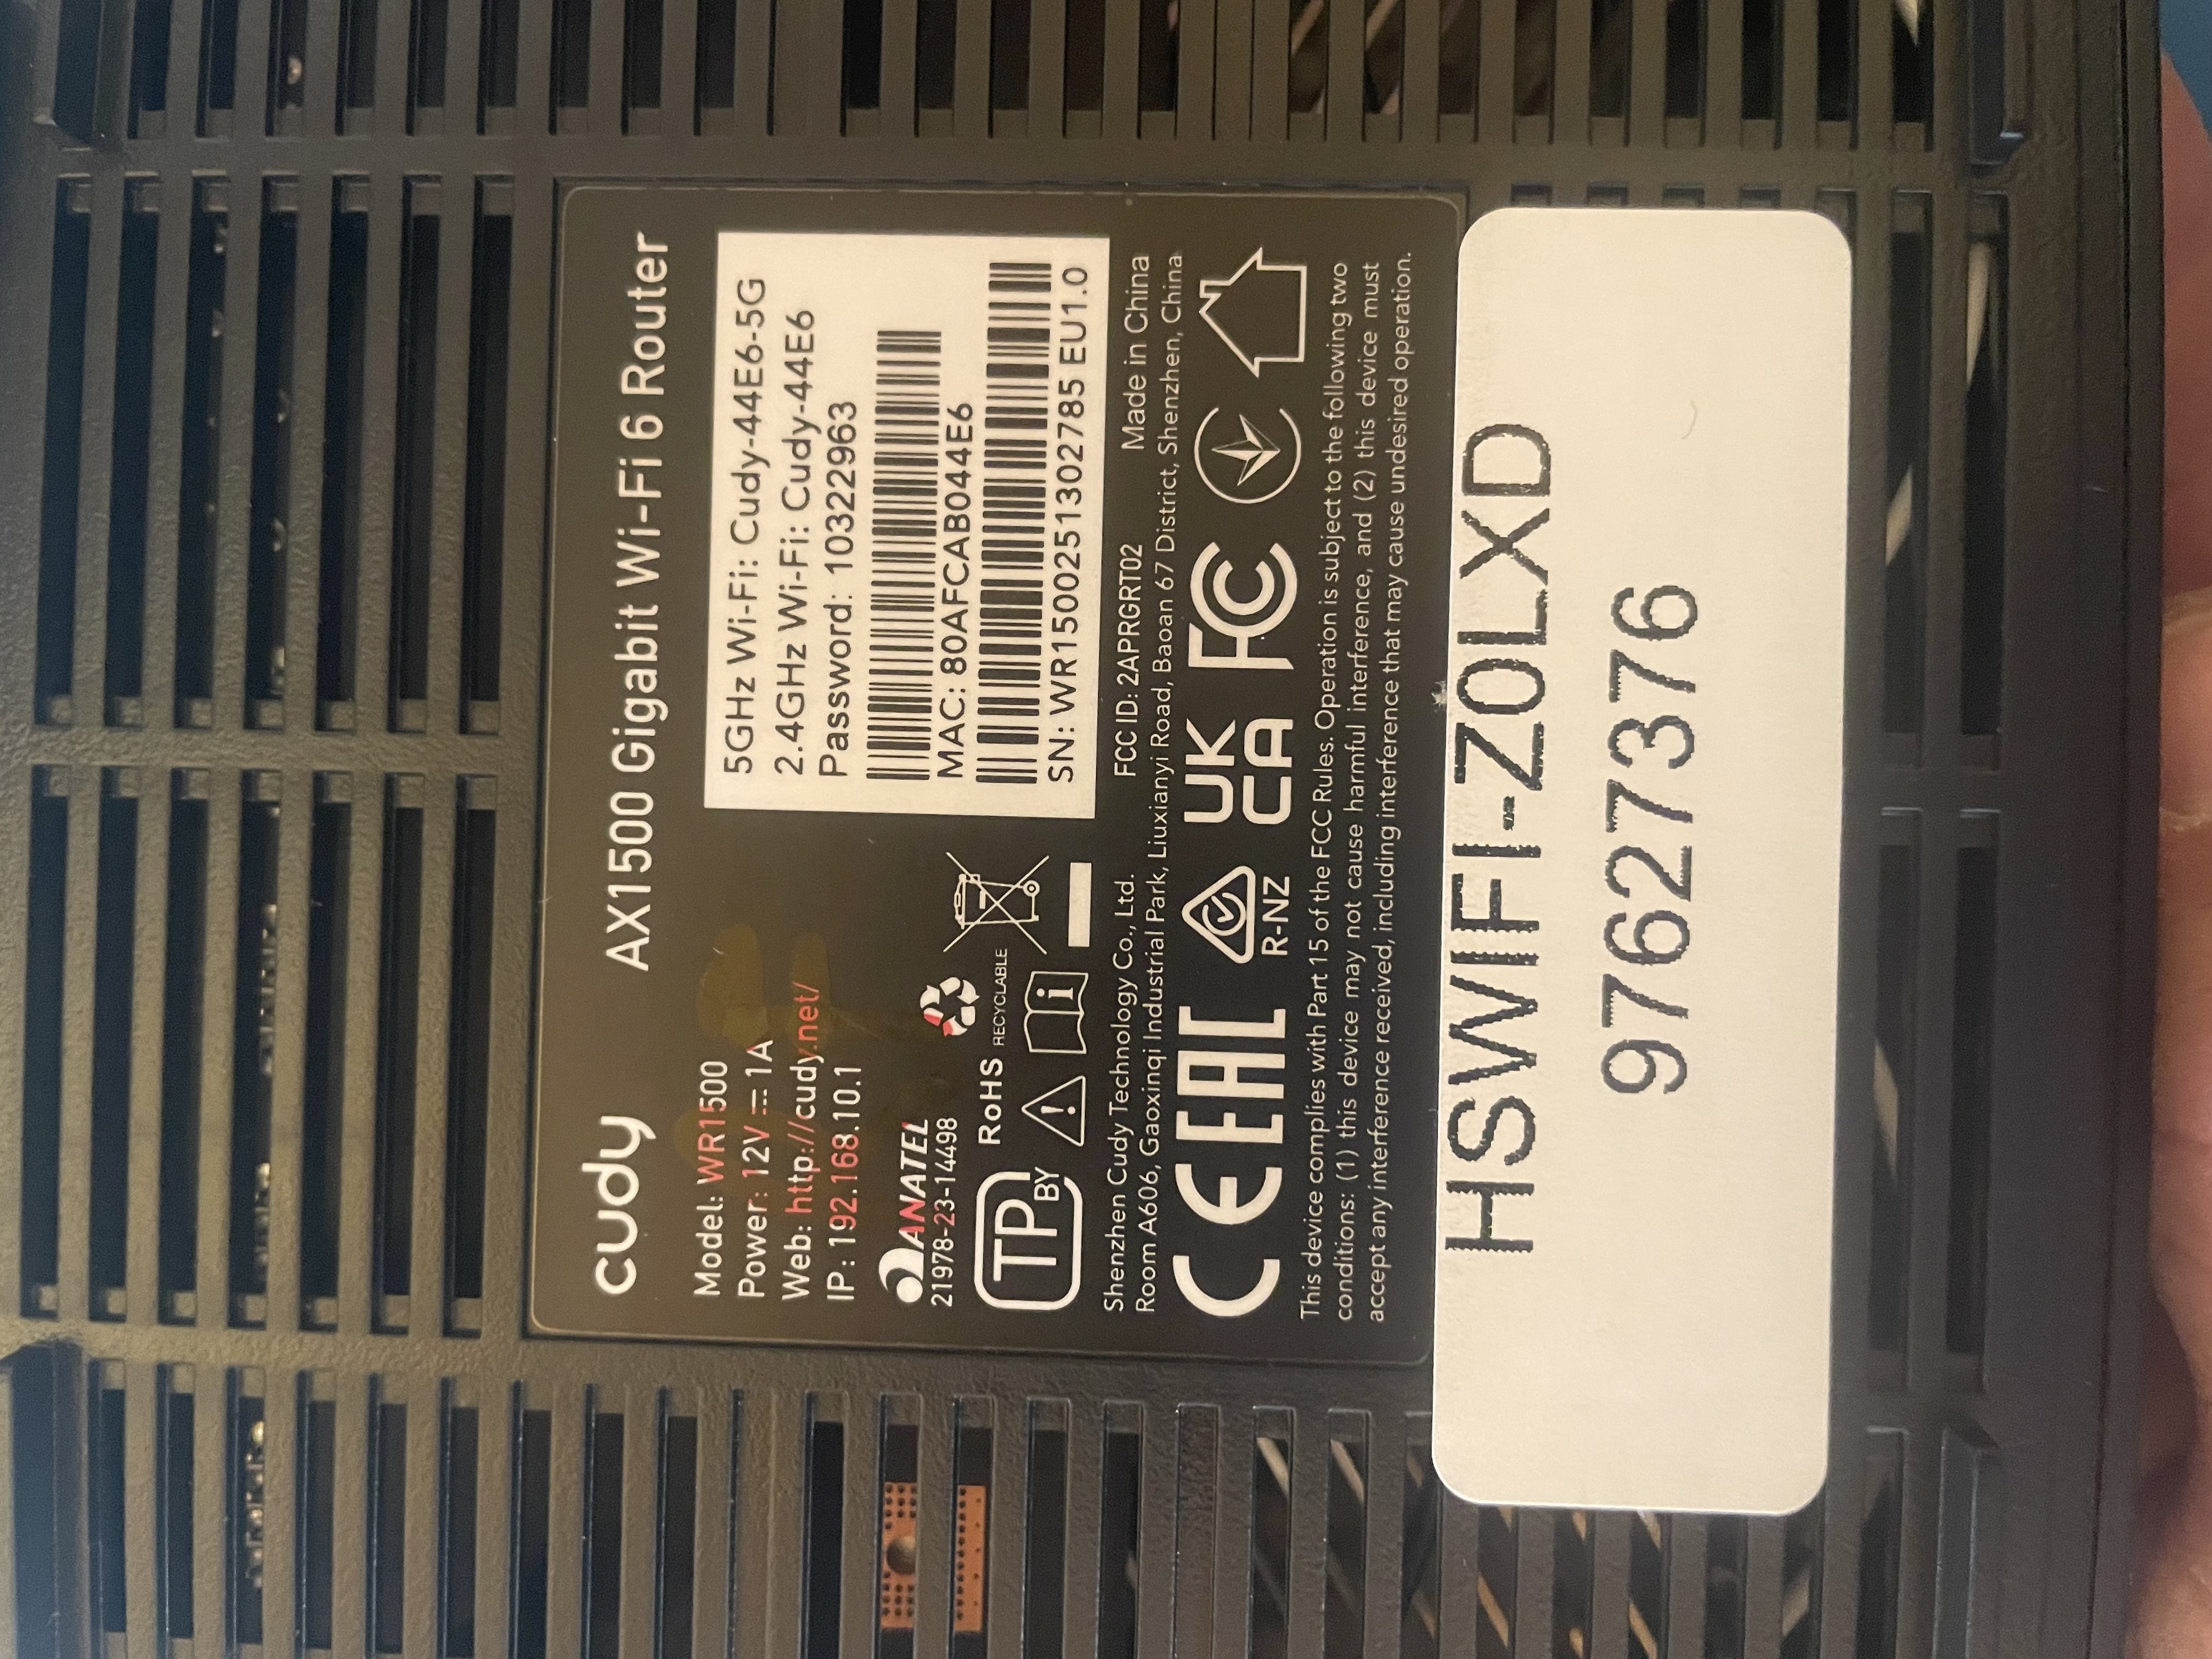 cudy
AX1500 Gigabit Wi-Fi 6 Router
Model: WR1500
Power: 12V ⎓ 1A
Web: http://cudy.net/
IP: 192.168.10.1
5GHz Wi-Fi: Cudy-44E6-5G
2.4GHz Wi-Fi: Cudy-44E6
Password: 10322963
MAC: 80AFCAB044E6
SN: WR1500251302785 EU1.0
ANATEL
21978-23-14498
RoHS
RECYCLABLE
TP BY
i
Shenzhen Cudy Technology Co., Ltd.
FCC ID: 2APRGRT02
Made in China
Room A606, Gaoxinqi Industrial Park, Liuxianyi Road, Baoan 67 District, Shenzhen, China
CE
EAC
R-NZ
UK
CA
FC
This device complies with Part 15 of the FCC Rules. Operation is subject to the following two
conditions: (1) this device may not cause harmful interference, and (2) this device must
accept any interference received, including interference that may cause undesired operation.
HSWIFI-Z0LXD
97627376